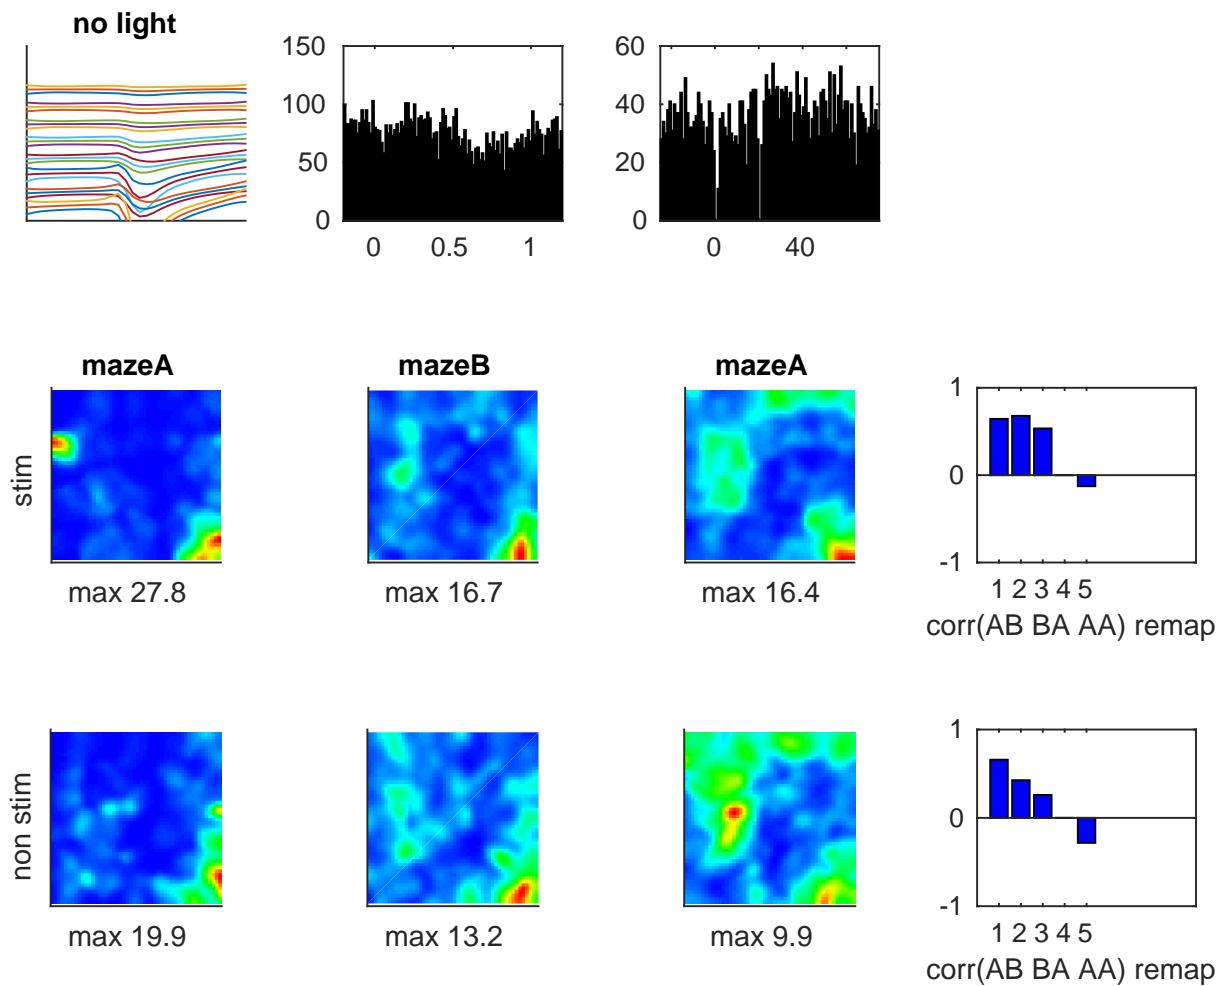 no light
150
100
50
0
0 0.5 1
60
40
20
0
0 40
mazeA mazeB mazeA
stim
max 27.8 max 16.7 max 16.4
1
0
-1
1 2 3 4 5
corr(AB BA AA) remap
non stim
max 19.9 max 13.2 max 9.9
1
0
-1
1 2 3 4 5
corr(AB BA AA) remap